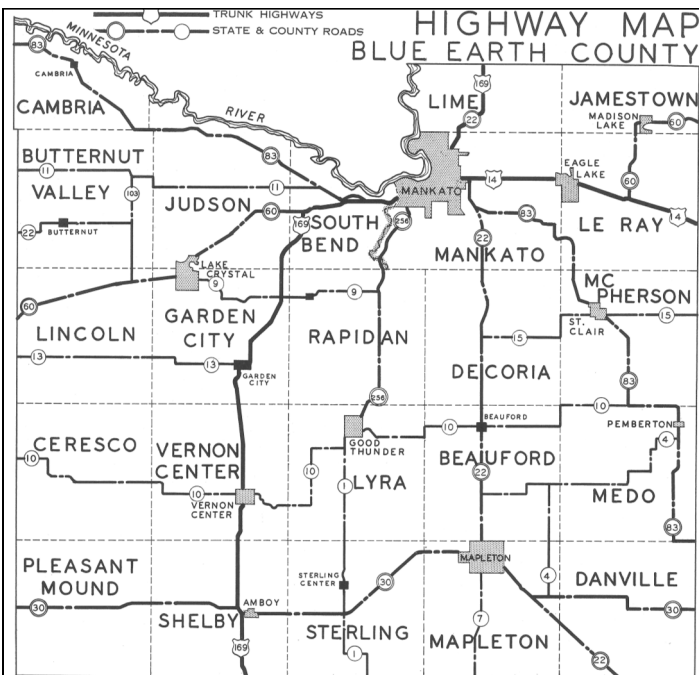 TRUNK HIGHWAYS
STATE & COUNTY ROADS
HIGHWAY MAP
BLUE EARTH COUNTY
MINNESOTA
RIVER
83
CAMBRIA
CAMBRIA
169
LIME
22
JAMESTOWN
MADISON
LAKE
60
BUTTERNUT
VALLEY
11
103
11
83
JUDSON
60
169
SOUTH
BEND
MANKATO
256
14
EAGLE
LAKE
60
LE RAY
14
83
22
MANKATO
22
BUTTERNUT
LAKE
CRYSTAL
9
9
60
GARDEN
CITY
LINCOLN
RAPIDAN
MC
PHERSON
ST.
CLAIR
15
15
13
13
GARDEN
CITY
DECORIA
83
256
GOOD
THUNDER
10
BEAUFORD
10
PEMBERTON
4
CERESCO
10
VERNON
CENTER
10
VERNON
CENTER
10
1
LYRA
BEAUFORD
22
MEDO
83
PLEASANT
MOUND
30
SHELBY
AMBOY
169
STERLING
CENTER
30
STERLING
1
MAPLETON
7
MAPLETON
4
DANVILLE
30
22